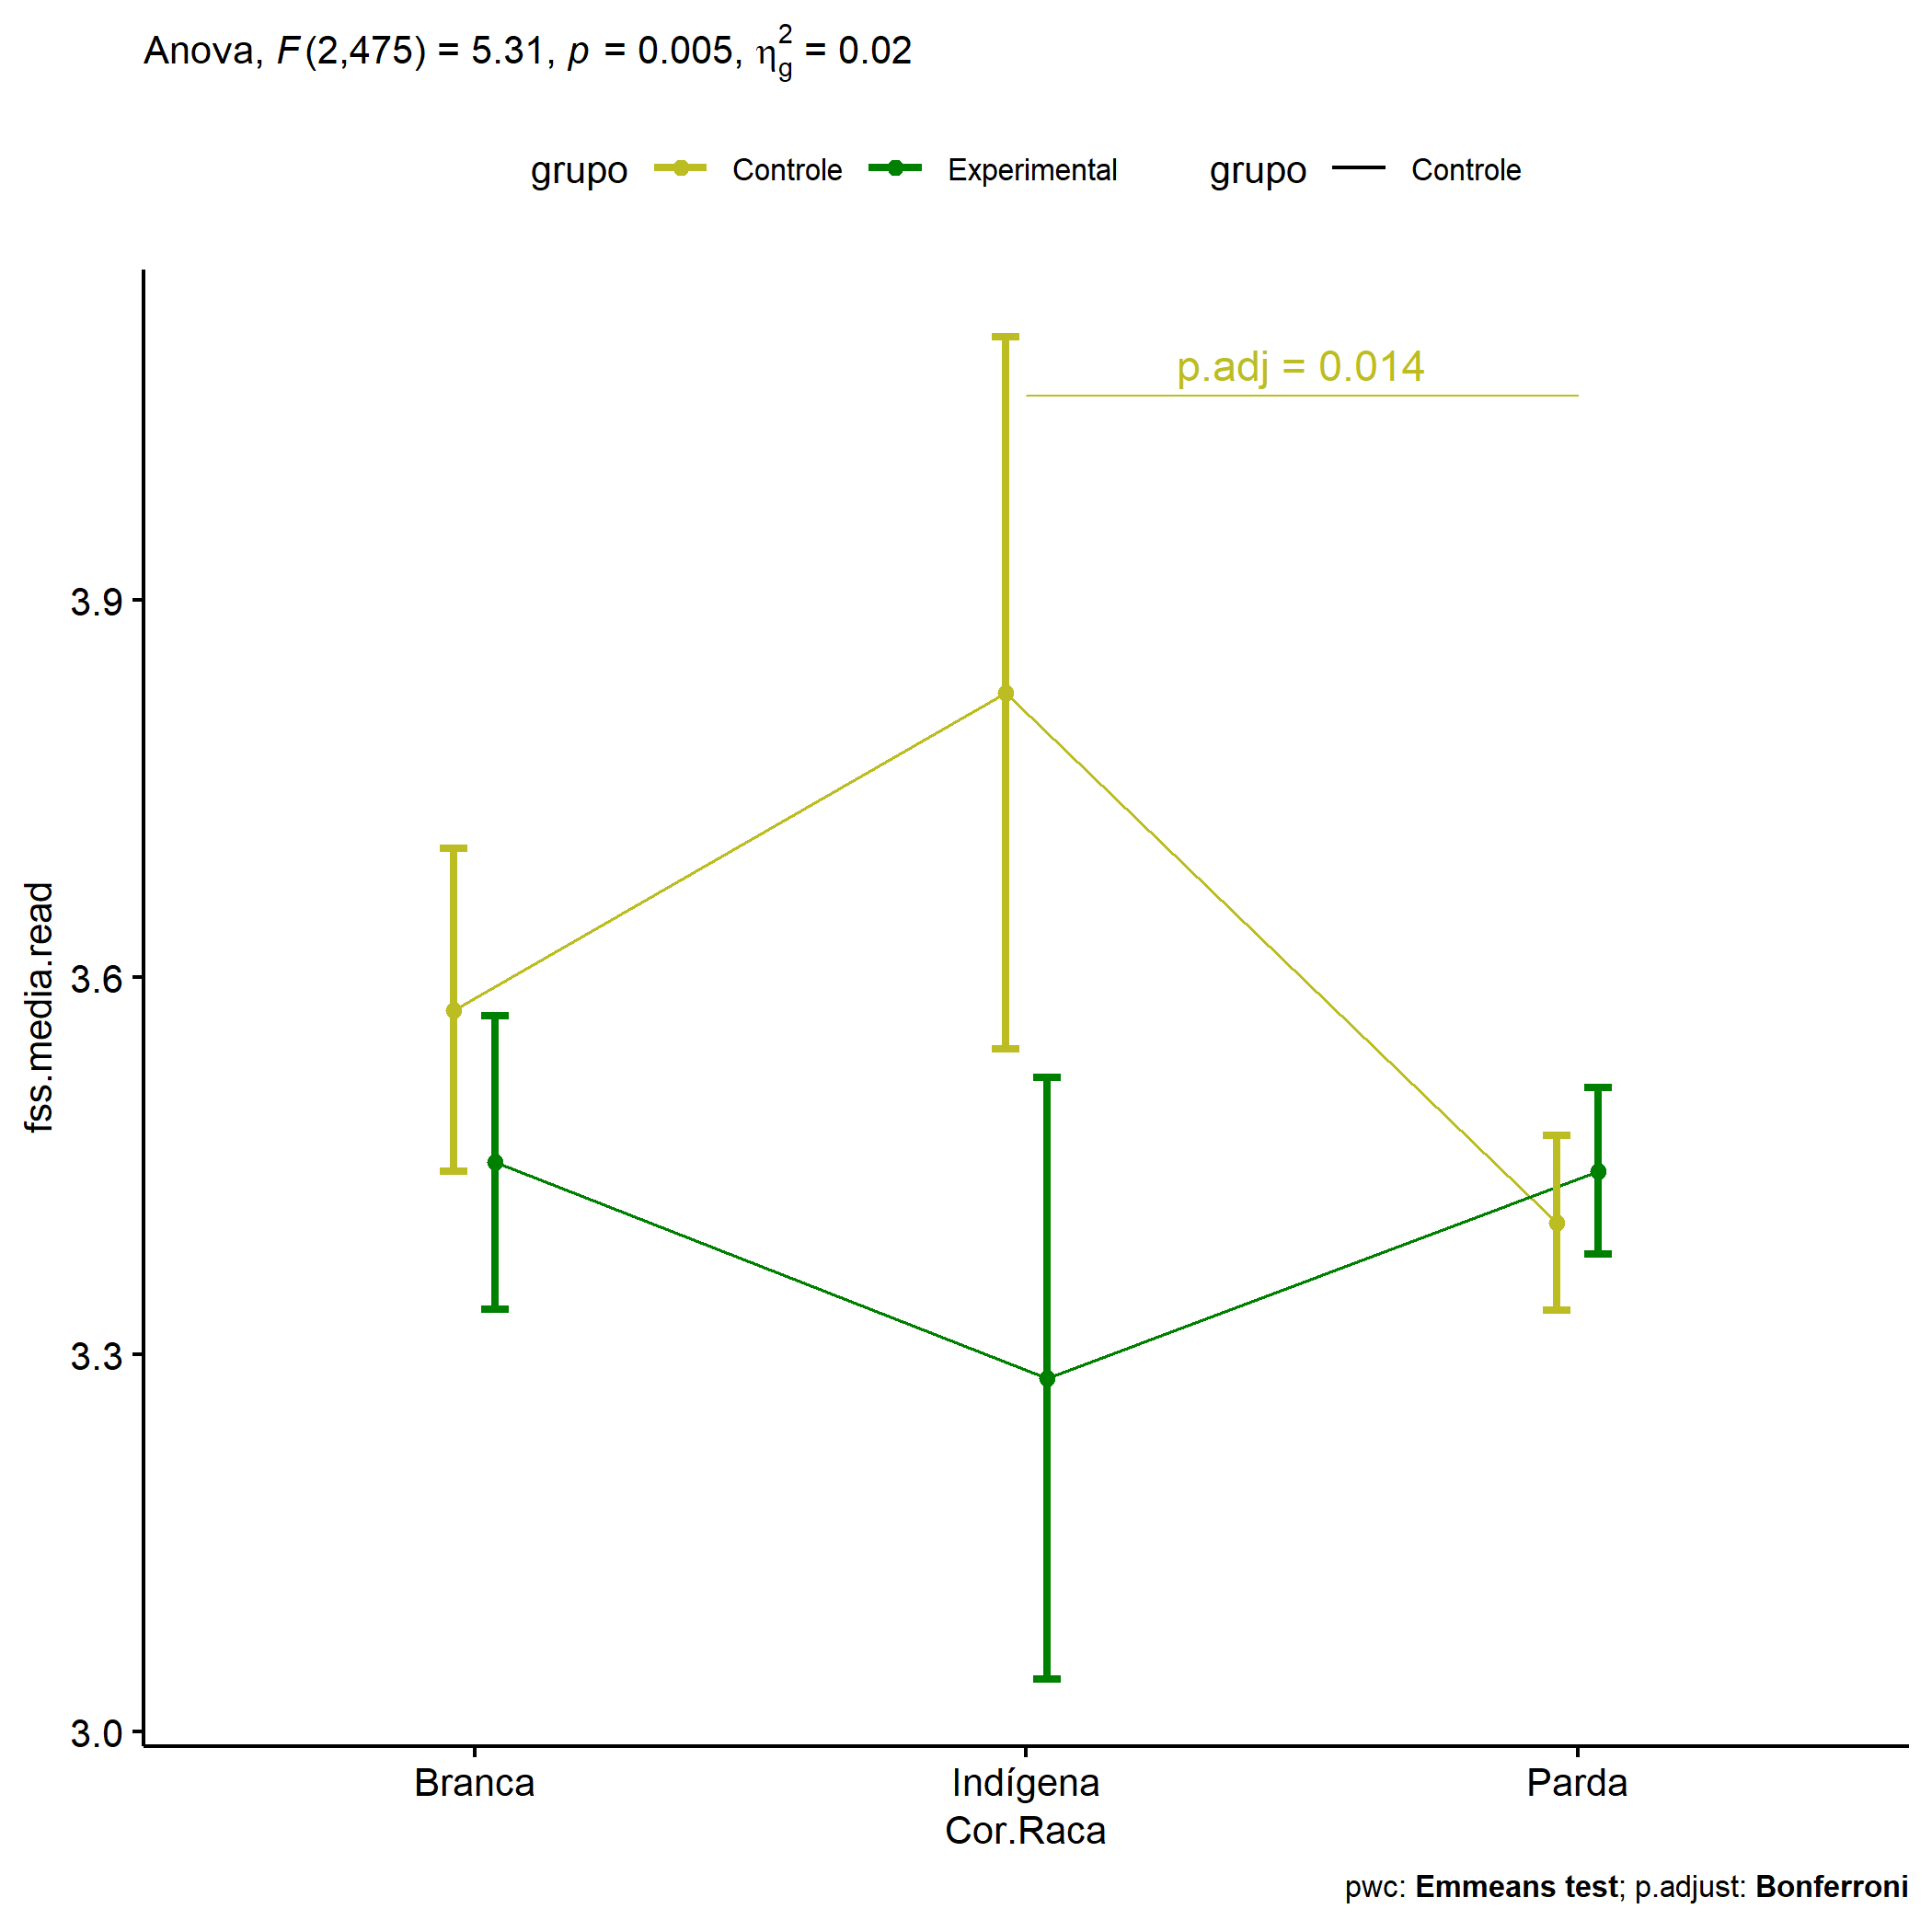 Anova, F(2,475) = 5.31, p = 0.005, η²g = 0.02
grupo Controle Experimental grupo Controle
p.adj = 0.014
3.9
3.6
3.3
3.0
fss.media.read
Branca Indígena Parda
Cor.Raca
pwc: Emmeans test; p.adjust: Bonferroni